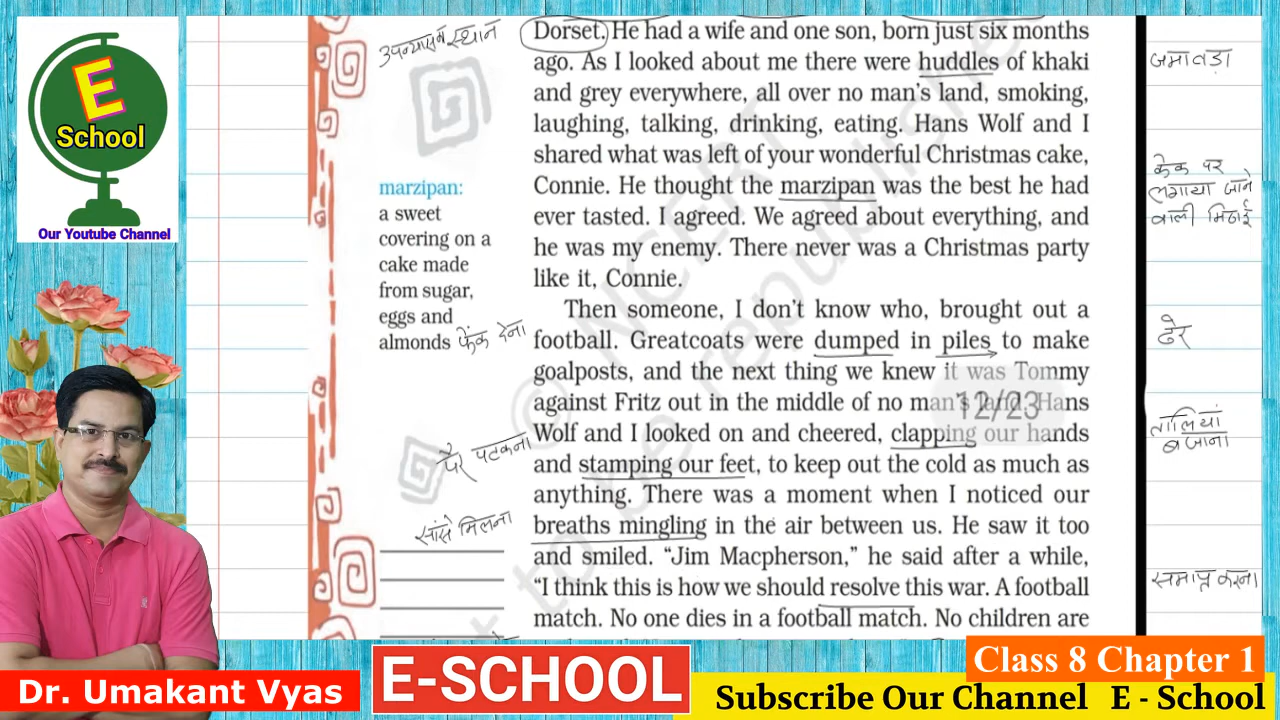 E
School
Our Youtube Channel
उपन्यास में स्थान
Dorset. He had a wife and one son, born just six months
ago. As I looked about me there were huddles of khaki
and grey everywhere, all over no man's land, smoking,
laughing, talking, drinking, eating. Hans Wolf and I
shared what was left of your wonderful Christmas cake,
Connie. He thought the marzipan was the best he had
ever tasted. I agreed. We agreed about everything, and
he was my enemy. There never was a Christmas party
like it, Connie.
Then someone, I don't know who, brought out a
football. Greatcoats were dumped in piles to make
goalposts, and the next thing we knew it was Tommy
against Fritz out in the middle of no man's land. Hans
Wolf and I looked on and cheered, clapping our hands
and stamping our feet, to keep out the cold as much as
anything. There was a moment when I noticed our
breaths mingling in the air between us. He saw it too
and smiled. “Jim Macpherson,” he said after a while,
“I think this is how we should resolve this war. A football
match. No one dies in a football match. No children are
marzipan:
a sweet
covering on a
cake made
from sugar,
eggs and
almonds
फेंक देना
पैर पटकना
सांसे मिलना
जमावड़ा
केक पर
लगाया जाने
वाली मिठाई
ढेर
तालियां
बजाना
समाप्त करना
12/23
© NCERT
to be republished
Class 8 Chapter 1
Dr. Umakant Vyas
E-SCHOOL
Subscribe Our Channel E - School